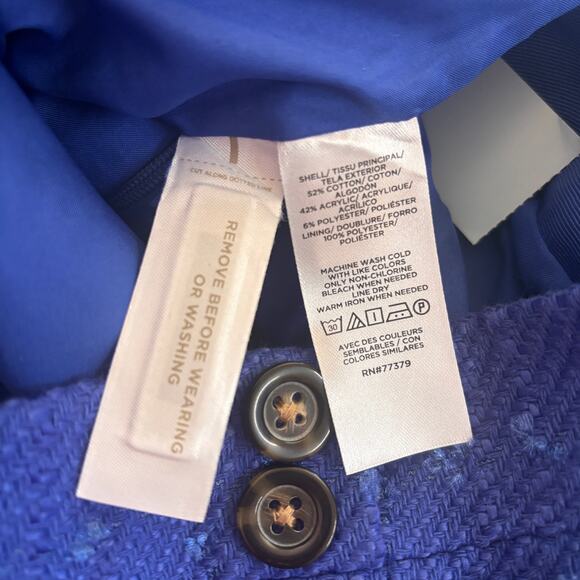 CUT ALONG DOTTED LINE
REMOVE BEFORE WEARING
OR WASHING
SHELL/ TISSU PRINCIPAL/
TELA EXTERIOR
52% COTTON/ COTON/
ALGODÓN
42% ACRYLIC/ ACRYLIQUE/
ACRÍLICO
6% POLYESTER/ POLIÉSTER
LINING/ DOUBLURE/ FORRO
100% POLYESTER/
POLIÉSTER
MACHINE WASH COLD
WITH LIKE COLORS
ONLY NON-CHLORINE
BLEACH WHEN NEEDED
LINE DRY
WARM IRON WHEN NEEDED
30 P
AVEC DES COULEURS
SEMBLABLES / CON
COLORES SIMILARES
RN#77379